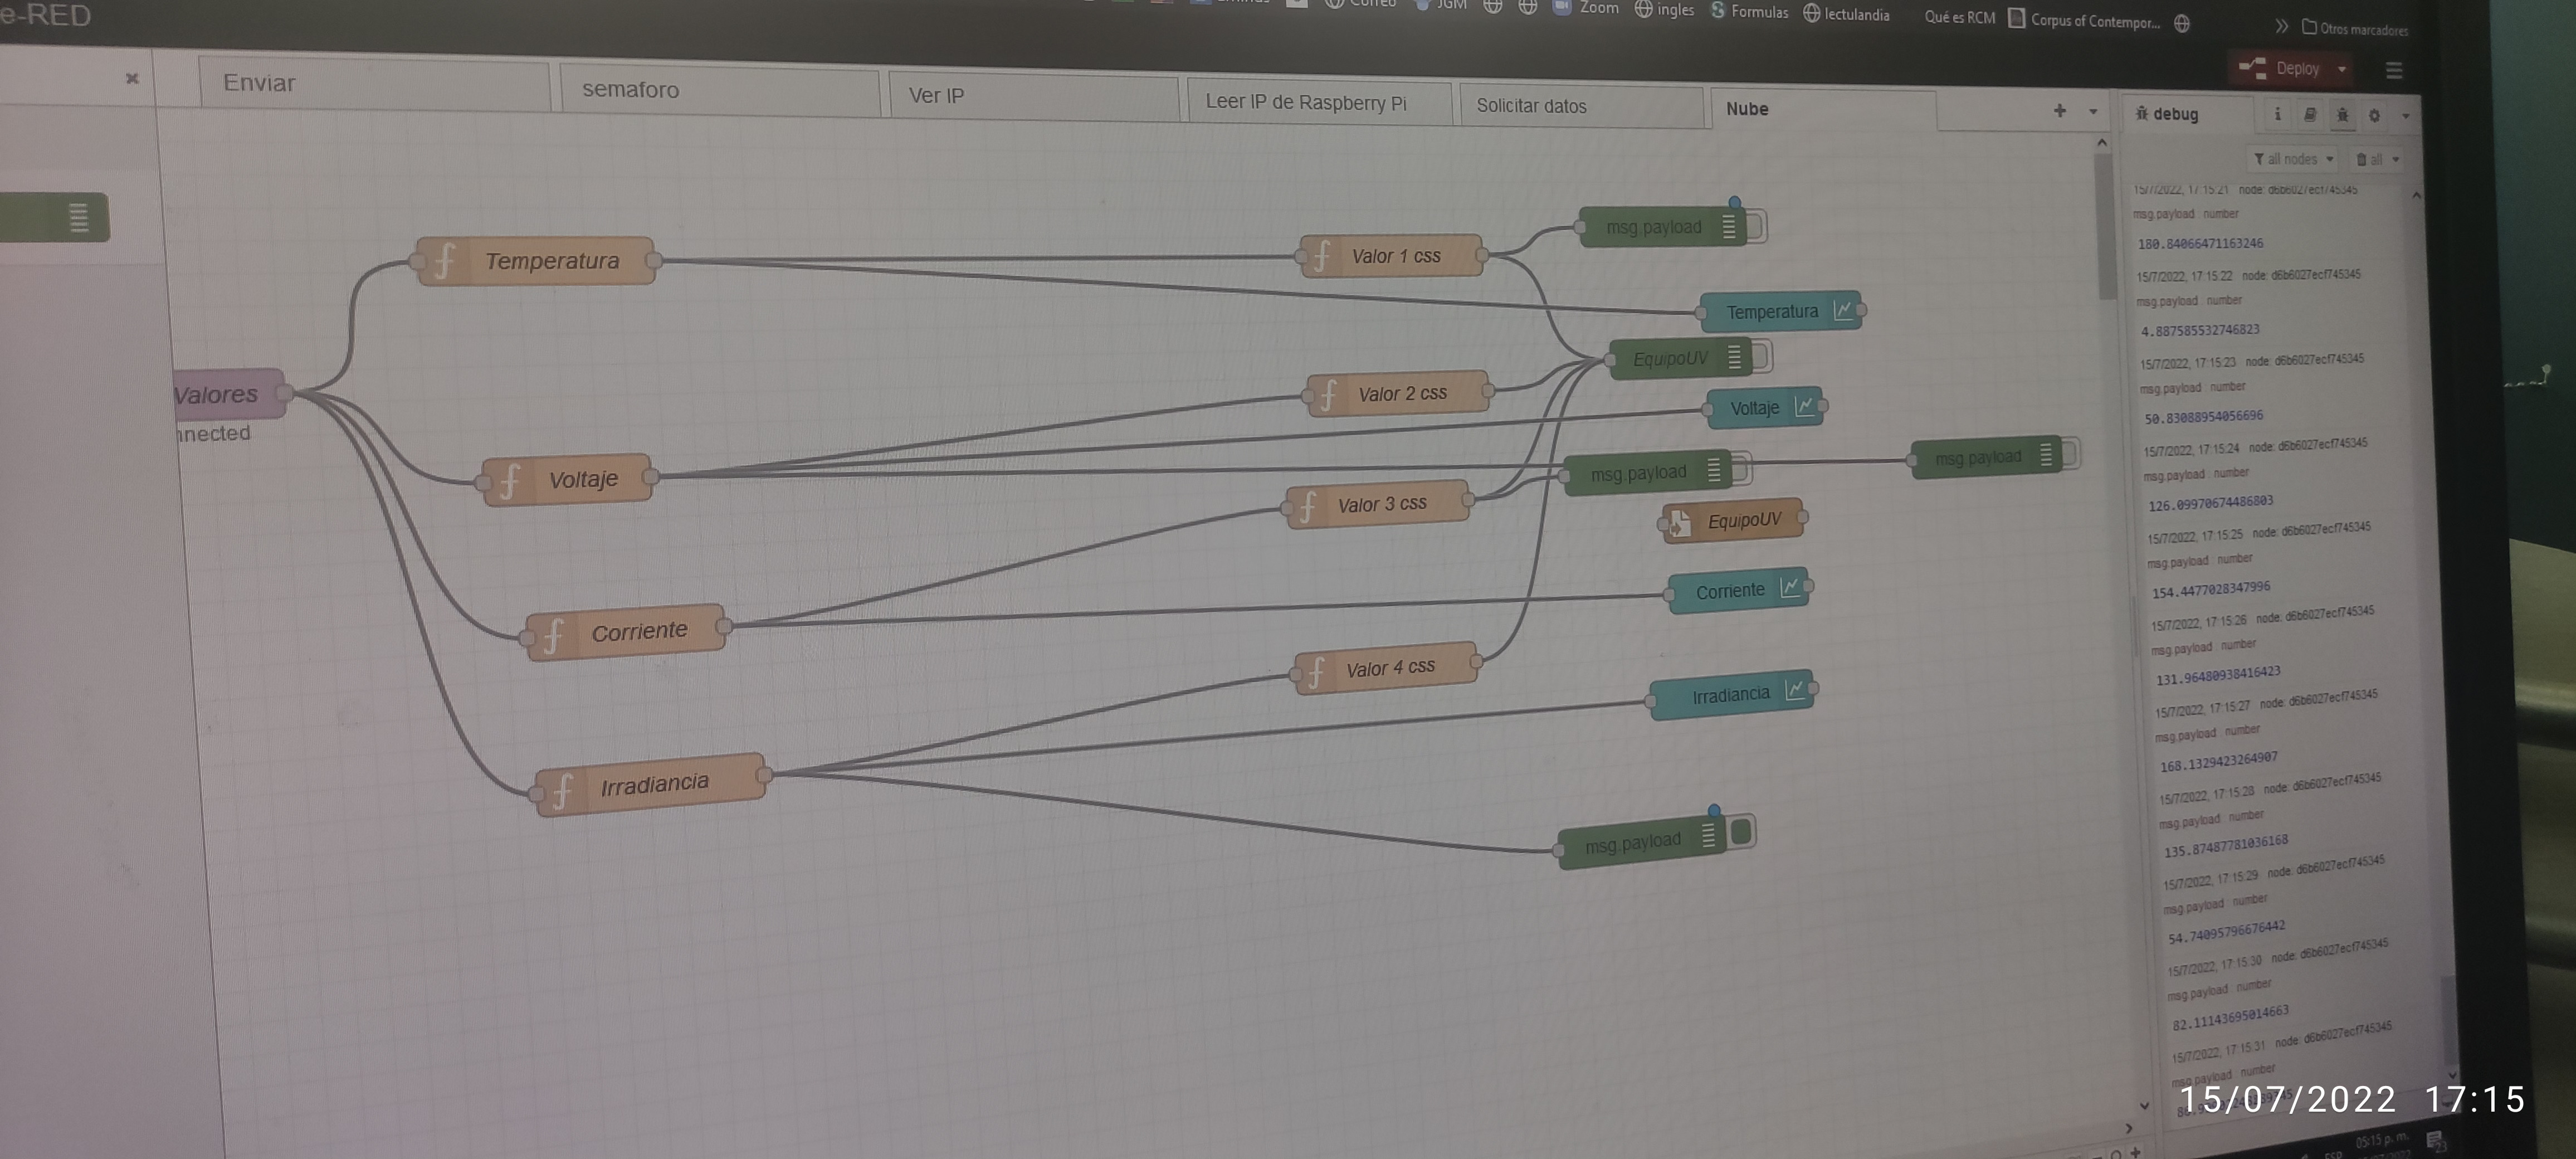 e-RED
Correo JGM Zoom ingles Formulas lectulandia Qué es RCM Corpus of Contempor... Otros marcadores
Deploy
Enviar
semaforo
Ver IP
Leer IP de Raspberry Pi
Solicitar datos
Nube
debug
all nodes all
Temperatura
Valor 1 css
msg.payload
Temperatura
Valores
nnected
Valor 2 css
EquipoUV
Voltaje
Voltaje
Valor 3 css
msg.payload
msg.payload
EquipoUV
Corriente
Corriente
Valor 4 css
Irradiancia
Irradiancia
msg.payload
15/7/2022, 17:15:21 node: d6b6027ecf745345
msg.payload : number
180.84066471163246
15/7/2022, 17:15:22 node: d6b6027ecf745345
msg.payload : number
4.887585532746823
15/7/2022, 17:15:23 node: d6b6027ecf745345
msg.payload : number
50.83088954056696
15/7/2022, 17:15:24 node: d6b6027ecf745345
msg.payload : number
126.09970674486803
15/7/2022, 17:15:25 node: d6b6027ecf745345
msg.payload : number
154.4477028347996
15/7/2022, 17:15:26 node: d6b6027ecf745345
msg.payload : number
131.96480938416423
15/7/2022, 17:15:27 node: d6b6027ecf745345
msg.payload : number
168.1329423264907
15/7/2022, 17:15:28 node: d6b6027ecf745345
msg.payload : number
135.87487781036168
15/7/2022, 17:15:29 node: d6b6027ecf745345
msg.payload : number
54.74095796676442
15/7/2022, 17:15:30 node: d6b6027ecf745345
msg.payload : number
82.11143695014663
15/7/2022, 17:15:31 node: d6b6027ecf745345
msg.payload : number
15/07/2022 17:15
05:15 p. m.
ESP
23